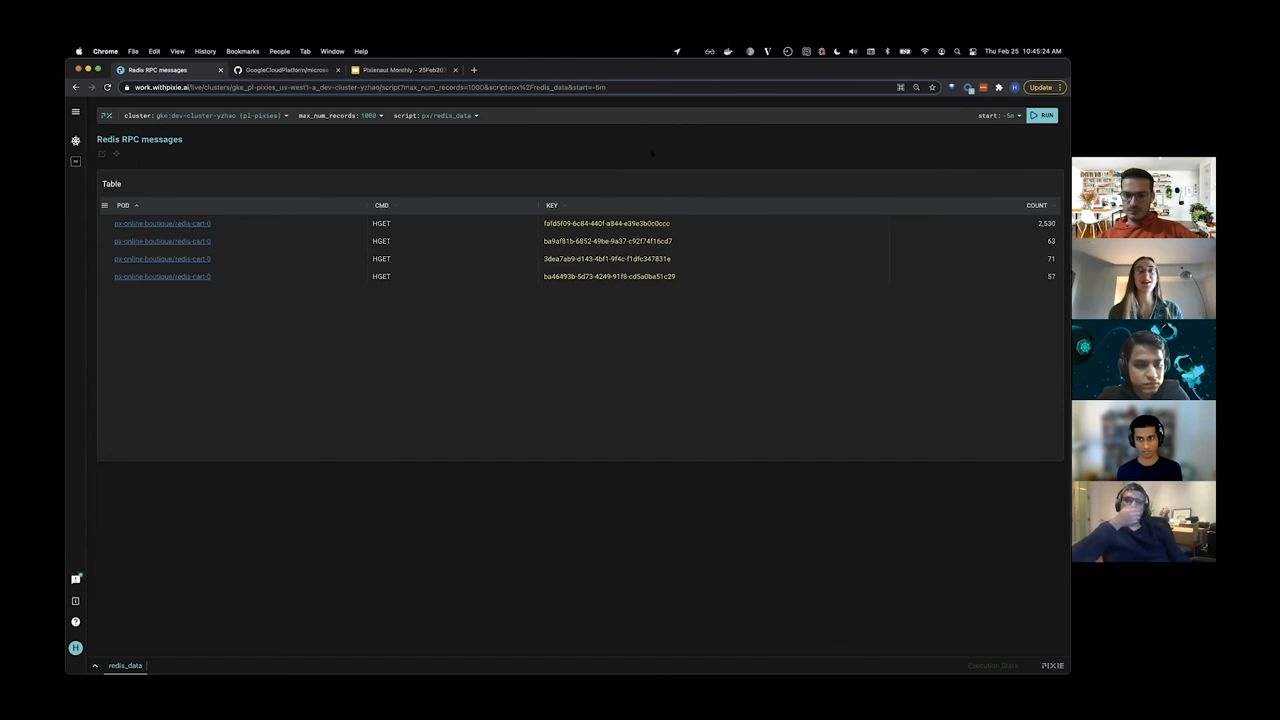 Chrome File Edit View History Bookmarks People Tab Window Help Thu Feb 25 10:45:24 AM
Redis RPC messages GoogleCloudPlatform/micros Pixienaut Monthly – 25Feb202
work.withpixie.ai/live/clusters/gke_pl-pixies_us-west1-a_dev-cluster-yzhao/script?max_num_records=1000&script=px%2Fredis_data&start=-5m Update
cluster: gke:dev-cluster-yzhao (pl-pixies) max_num_records: 1000 script: px/redis_data start: -5m RUN
Redis RPC messages
Table
POD CMD KEY COUNT
px-online-boutique/redis-cart-0 HGET fafd5f09-6c84-440f-a844-e39e3b0c0ccc 2,530
px-online-boutique/redis-cart-0 HGET ba9af81b-6852-49be-9a37-c92f74f16cd7 63
px-online-boutique/redis-cart-0 HGET 3dea7ab9-d143-4bf1-9f4c-f1dfc347831e 71
px-online-boutique/redis-cart-0 HGET ba46493b-5d73-4249-91f8-cd5a0ba51c29 57
H
redis_data Execution Stats PIXIE